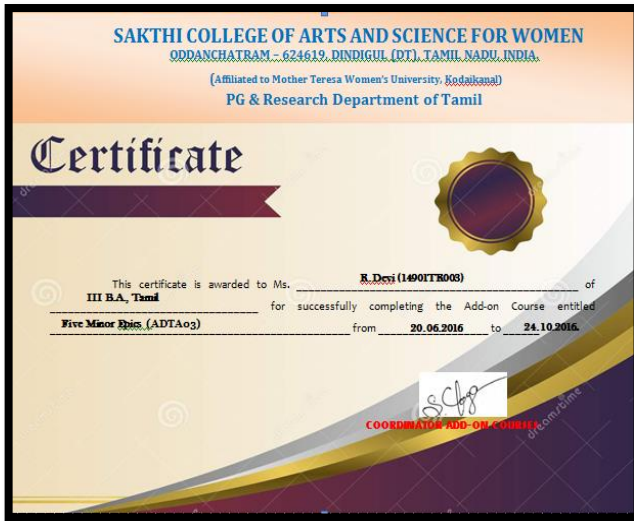 SAKTHI COLLEGE OF ARTS AND SCIENCE FOR WOMEN
ODDANCHATRAM – 624619, DINDIGUL (DT), TAMIL NADU, INDIA.
(Affiliated to Mother Teresa Women's University, Kodaikanal)
PG & Research Department of Tamil
Certificate
This certificate is awarded to Ms. R. Devi (14901TR003) of
III B.A., Tamil for successfully completing the Add-on Course entitled
Five Minor Epics (ADTA03) from 20.06.2016 to 24.10.2016.
COORDINATOR ADD-ON COURSES
dreamstime